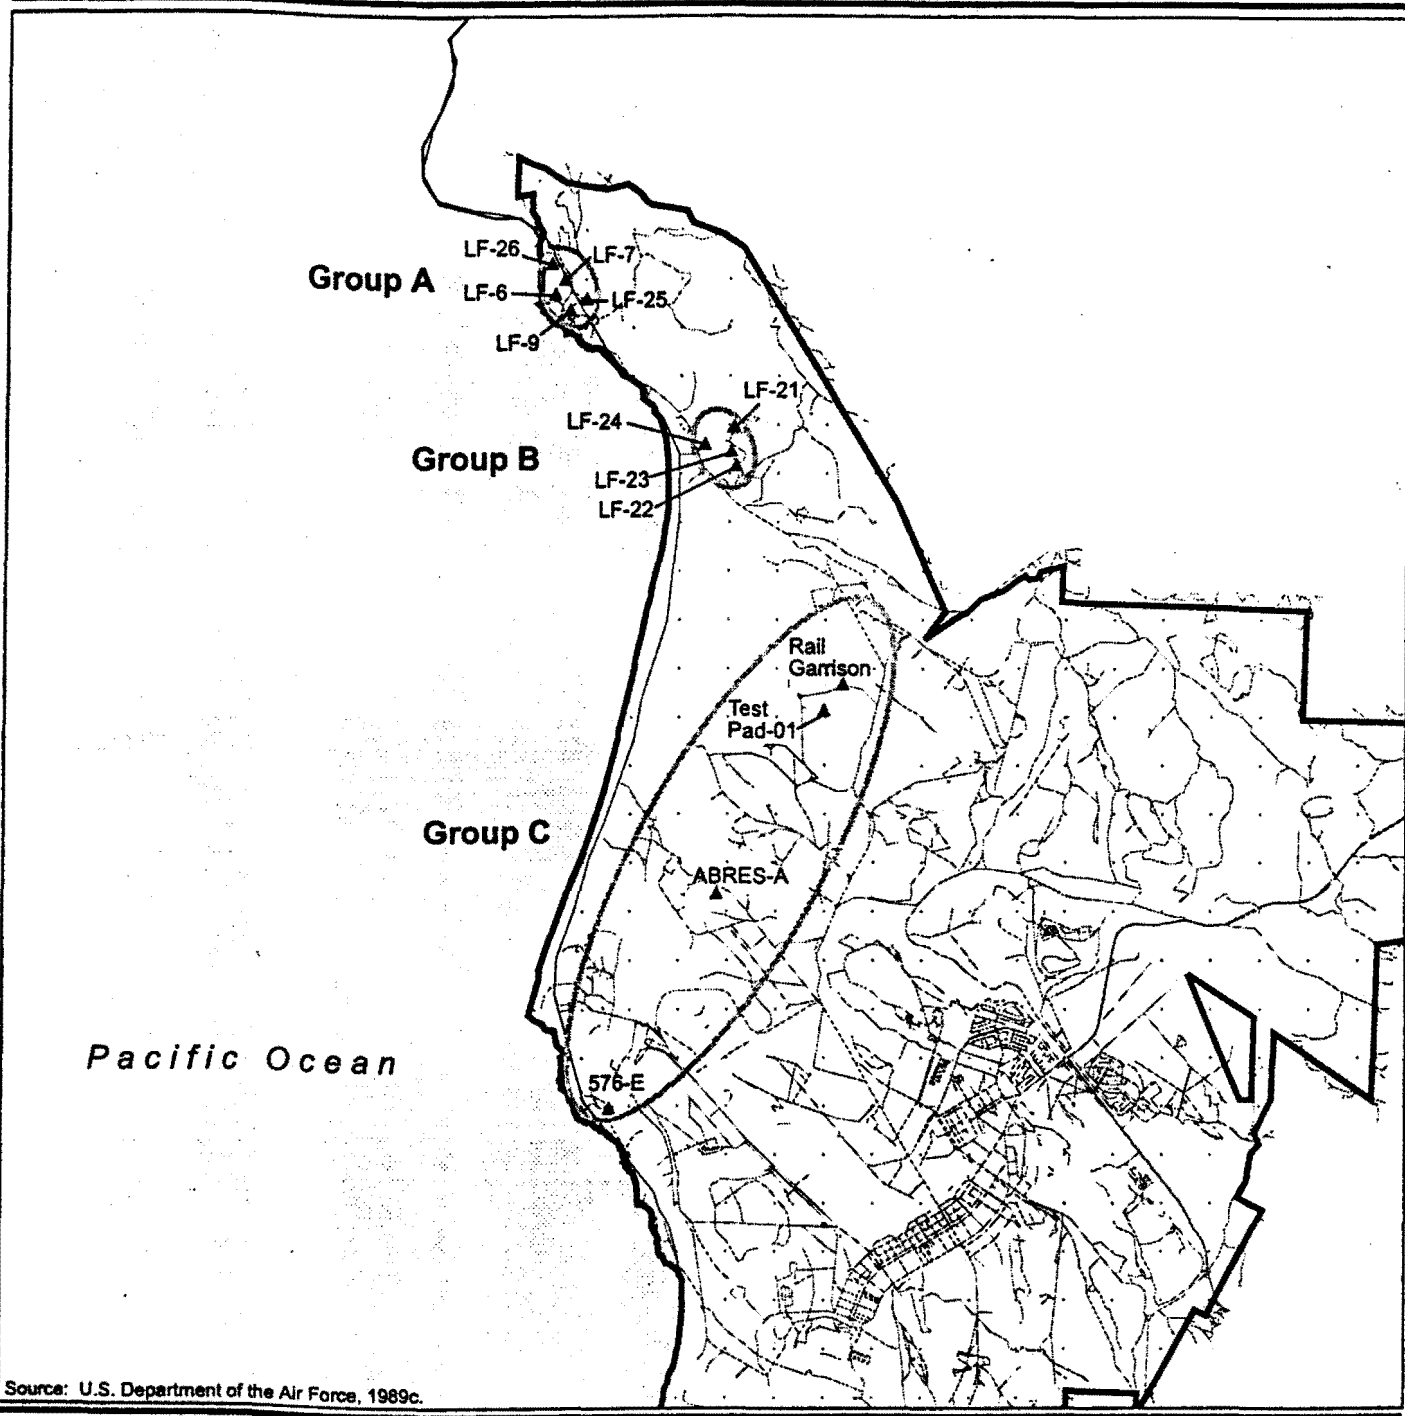 LF-26
LF-7
Group A
LF-6
LF-25
LF-9
LF-21
LF-24
Group B
LF-23
LF-22
Rail
Garrison
Test
Pad-01
Group C
ABRES-A
Pacific Ocean
576-E
Source: U.S. Department of the Air Force, 1989c.